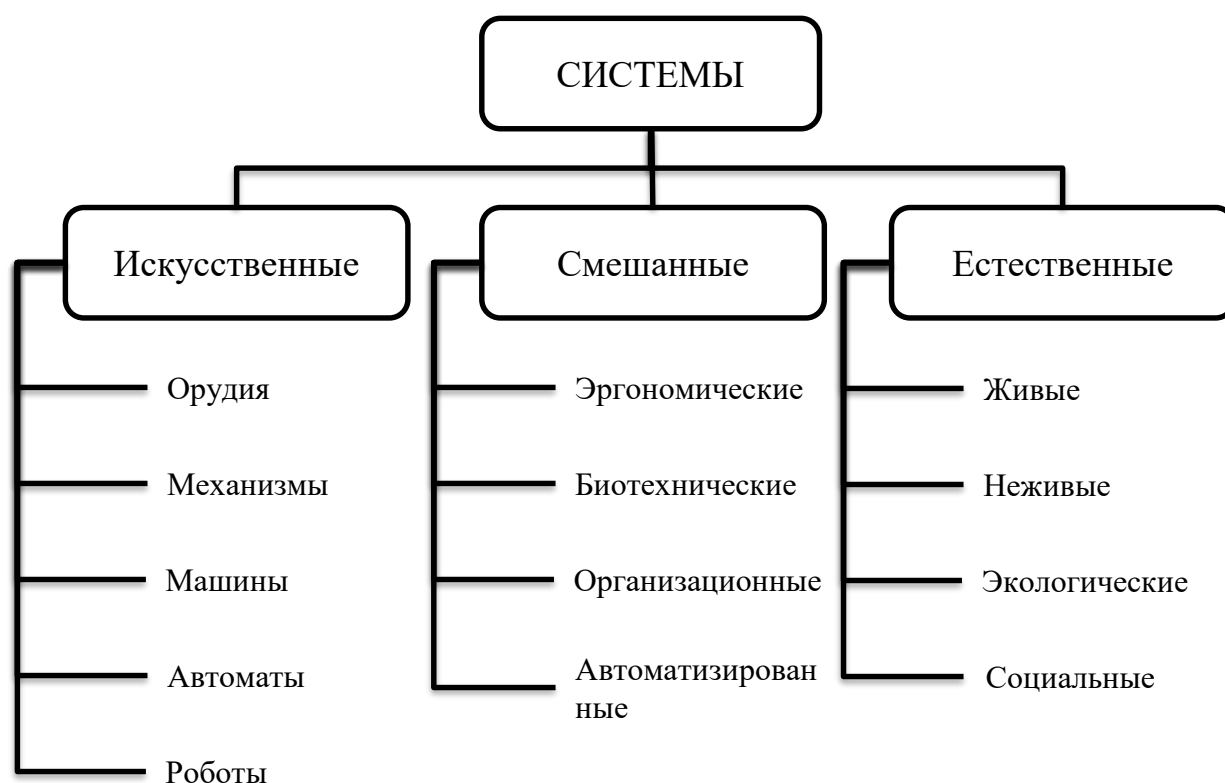 СИСТЕМЫ
Искусственные
Орудия
Механизмы
Машины
Автоматы
Роботы
Смешанные
Эргономические
Биотехнические
Организационные
Автоматизирован
ные
Естественные
Живые
Неживые
Экологические
Социальные